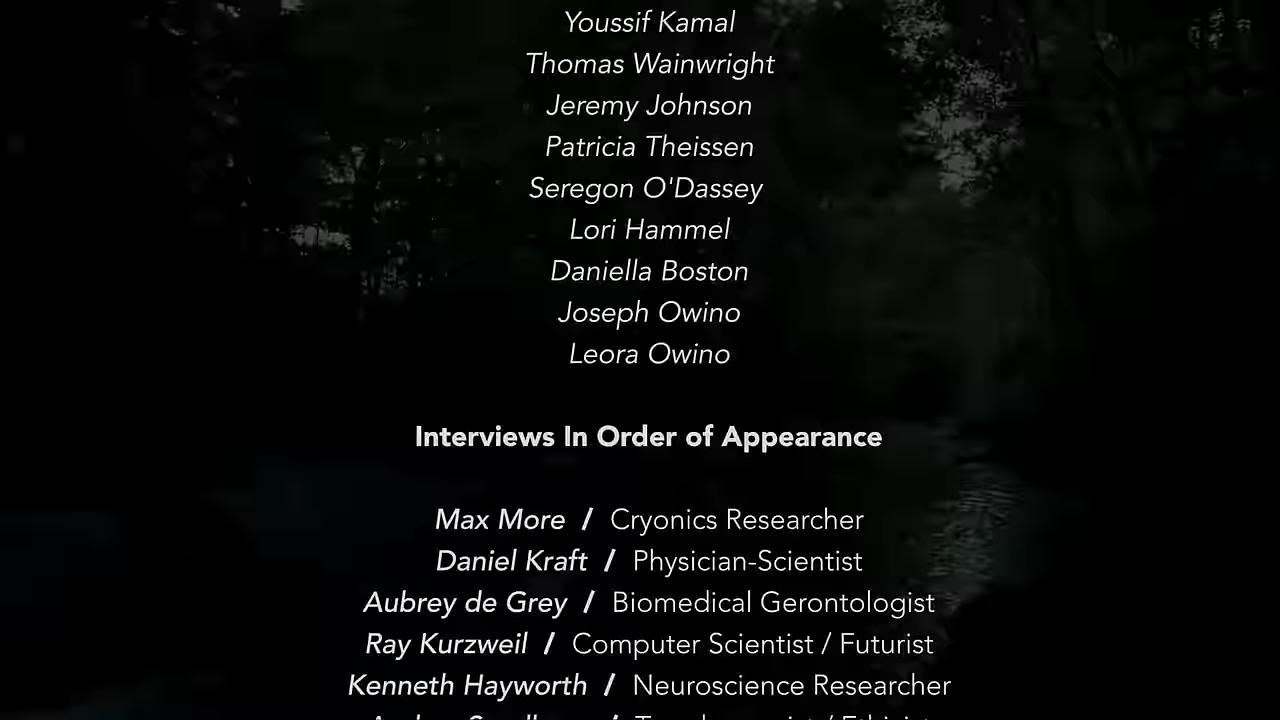 Youssif Kamal
Thomas Wainwright
Jeremy Johnson
Patricia Theissen
Seregon O'Dassey
Lori Hammel
Daniella Boston
Joseph Owino
Leora Owino
Interviews In Order of Appearance
Max More / Cryonics Researcher
Daniel Kraft / Physician-Scientist
Aubrey de Grey / Biomedical Gerontologist
Ray Kurzweil / Computer Scientist / Futurist
Kenneth Hayworth / Neuroscience Researcher